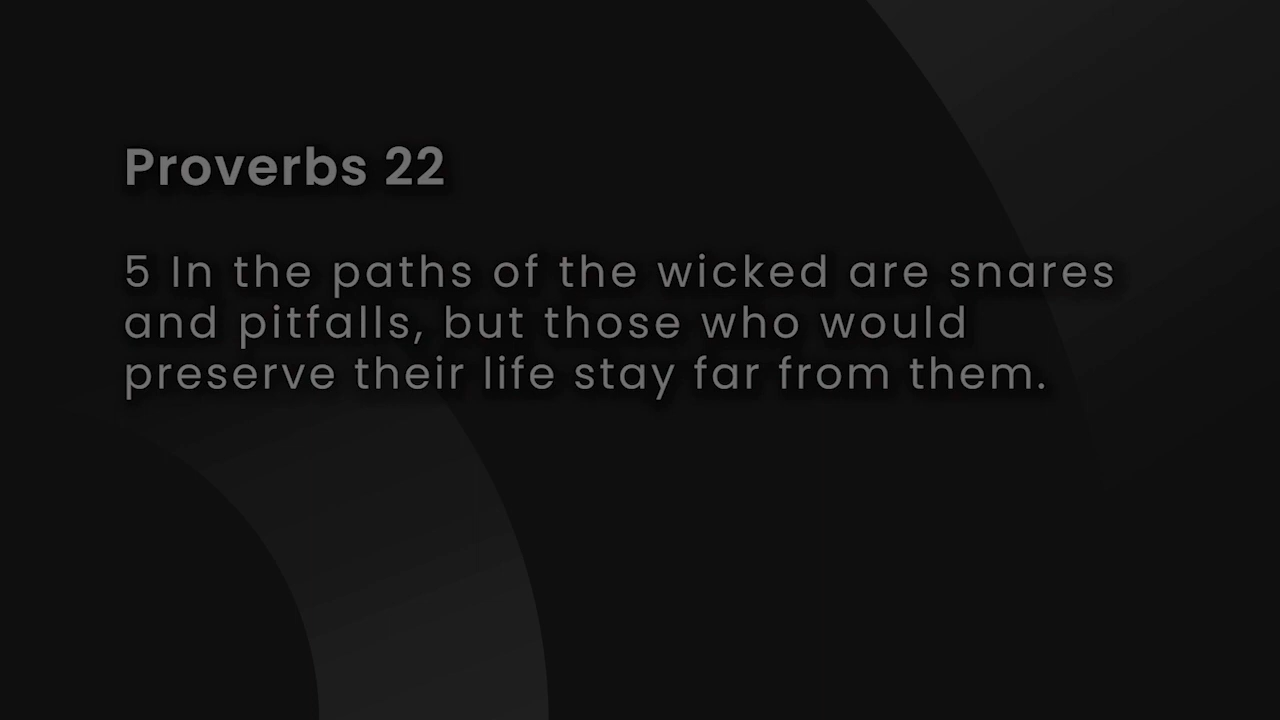 Proverbs 22
5 In the paths of the wicked are snares
and pitfalls, but those who would
preserve their life stay far from them.